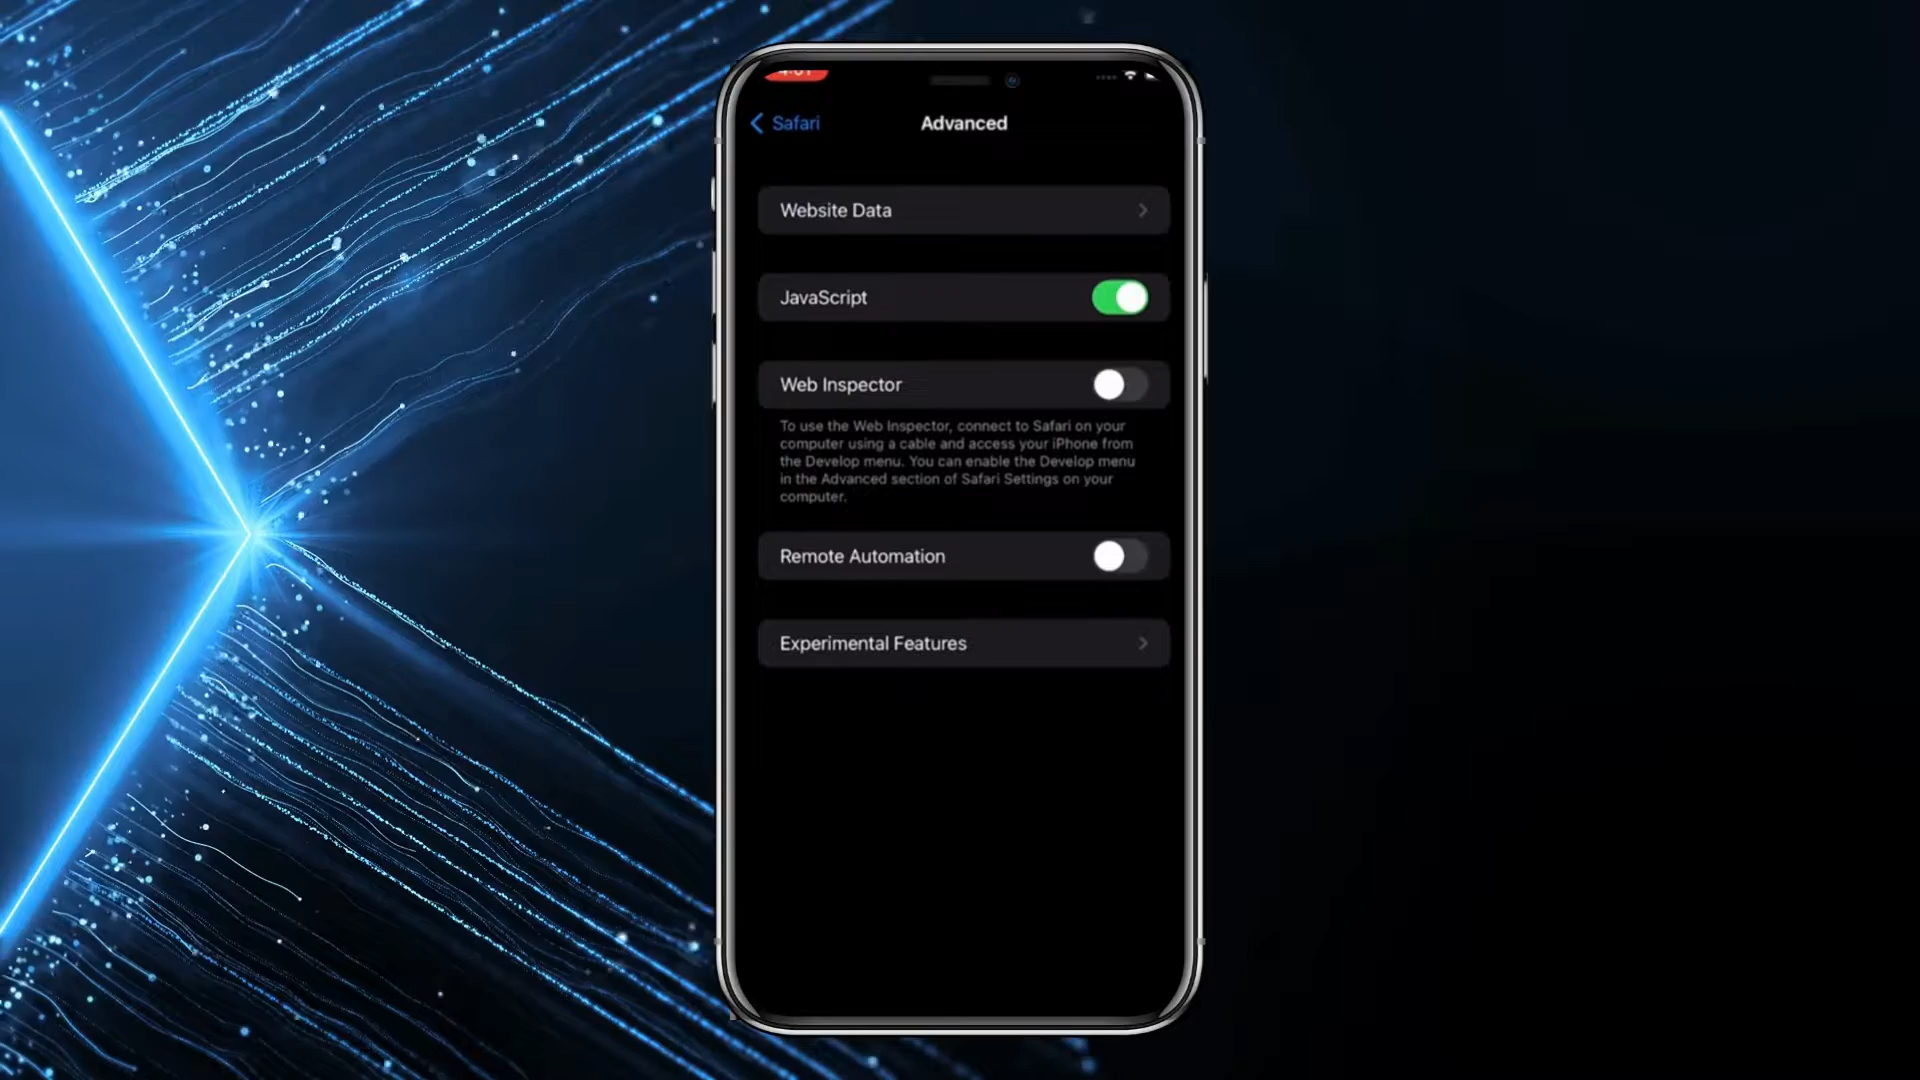 Safari
Advanced
Website Data
JavaScript
Web Inspector
To use the Web Inspector, connect to Safari on your
computer using a cable and access your iPhone from
the Develop menu. You can enable the Develop menu
in the Advanced section of Safari Settings on your
computer.
Remote Automation
Experimental Features